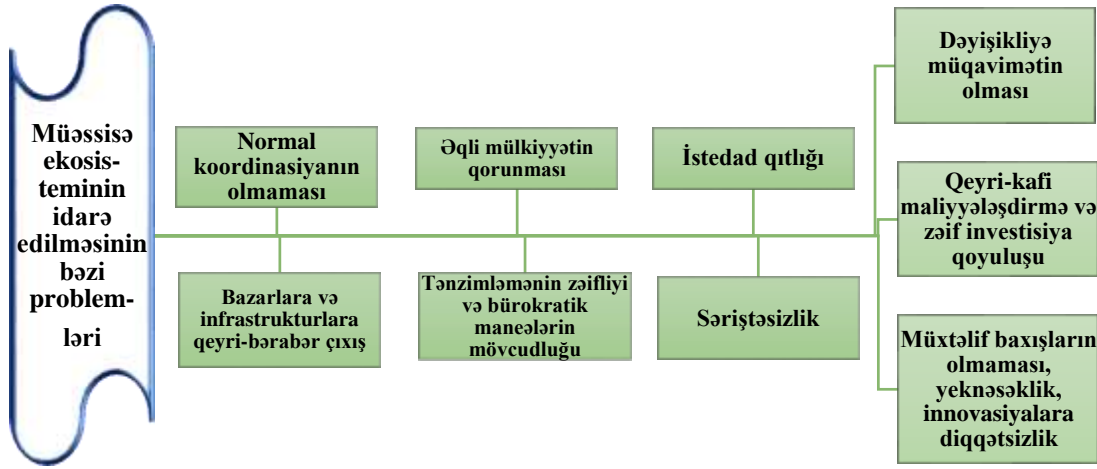 Müəssisə
ekosis-
teminin
idarə
edilməsinin
bəzi
problem-
ləri
Normal
koordinasiyanın
olmaması
Əqli mülkiyyətin
qorunması
İstedad qıtlığı
Bazarlara və
infrastrukturlara
qeyri-bərabər çıxış
Tənzimləmənin zəifliyi
və bürokratik
maneələrin
mövcudluğu
Səriştəsizlik
Dəyişikliyə
müqavimətin
olması
Qeyri-kafi
maliyyələşdirmə və
zəif investisiya
qoyuluşu
Müxtəlif baxışların
olmaması,
yeknəsəklik,
innovasiyalara
diqqətsizlik